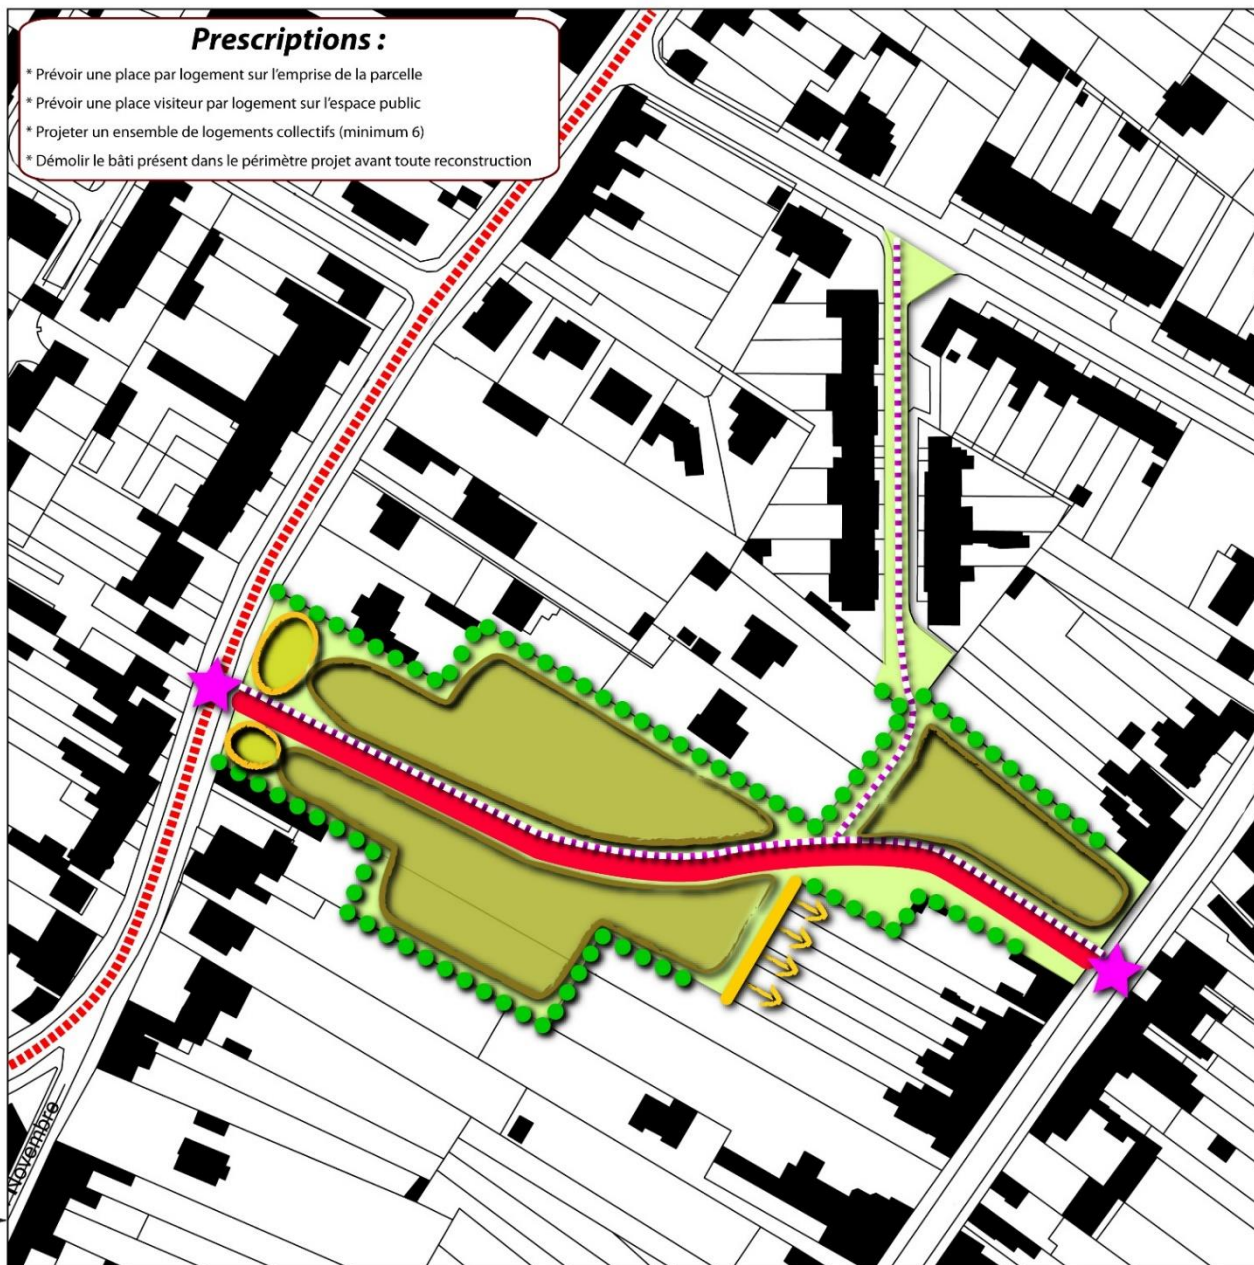 Prescriptions :
* Prévoir une place par logement sur l'emprise de la parcelle
* Prévoir une place visiteur par logement sur l'espace public
* Projeter un ensemble de logements collectifs (minimum 6)
* Démolir le bâti présent dans le périmètre projet avant toute reconstruction
Novembre